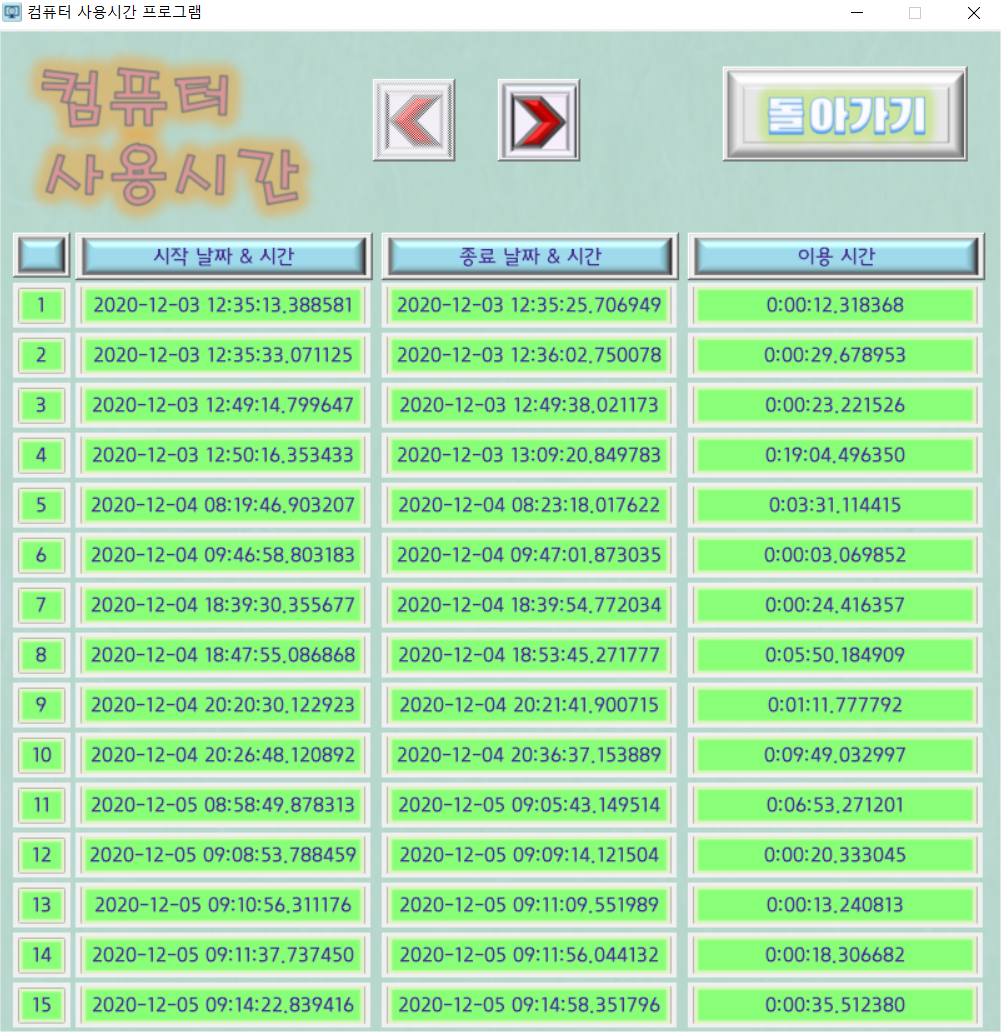 컴퓨터 사용시간 프로그램
컴퓨터
사용시간
돌아가기
시작 날짜 & 시간 종료 날짜 & 시간 이용 시간
1 2020-12-03 12:35:13.388581 2020-12-03 12:35:25.706949 0:00:12.318368
2 2020-12-03 12:35:33.071125 2020-12-03 12:36:02.750078 0:00:29.678953
3 2020-12-03 12:49:14.799647 2020-12-03 12:49:38.021173 0:00:23.221526
4 2020-12-03 12:50:16.353433 2020-12-03 13:09:20.849783 0:19:04.496350
5 2020-12-04 08:19:46.903207 2020-12-04 08:23:18.017622 0:03:31.114415
6 2020-12-04 09:46:58.803183 2020-12-04 09:47:01.873035 0:00:03.069852
7 2020-12-04 18:39:30.355677 2020-12-04 18:39:54.772034 0:00:24.416357
8 2020-12-04 18:47:55.086868 2020-12-04 18:53:45.271777 0:05:50.184909
9 2020-12-04 20:20:30.122923 2020-12-04 20:21:41.900715 0:01:11.777792
10 2020-12-04 20:26:48.120892 2020-12-04 20:36:37.153889 0:09:49.032997
11 2020-12-05 08:58:49.878313 2020-12-05 09:05:43.149514 0:06:53.271201
12 2020-12-05 09:08:53.788459 2020-12-05 09:09:14.121504 0:00:20.333045
13 2020-12-05 09:10:56.311176 2020-12-05 09:11:09.551989 0:00:13.240813
14 2020-12-05 09:11:37.737450 2020-12-05 09:11:56.044132 0:00:18.306682
15 2020-12-05 09:14:22.839416 2020-12-05 09:14:58.351796 0:00:35.512380